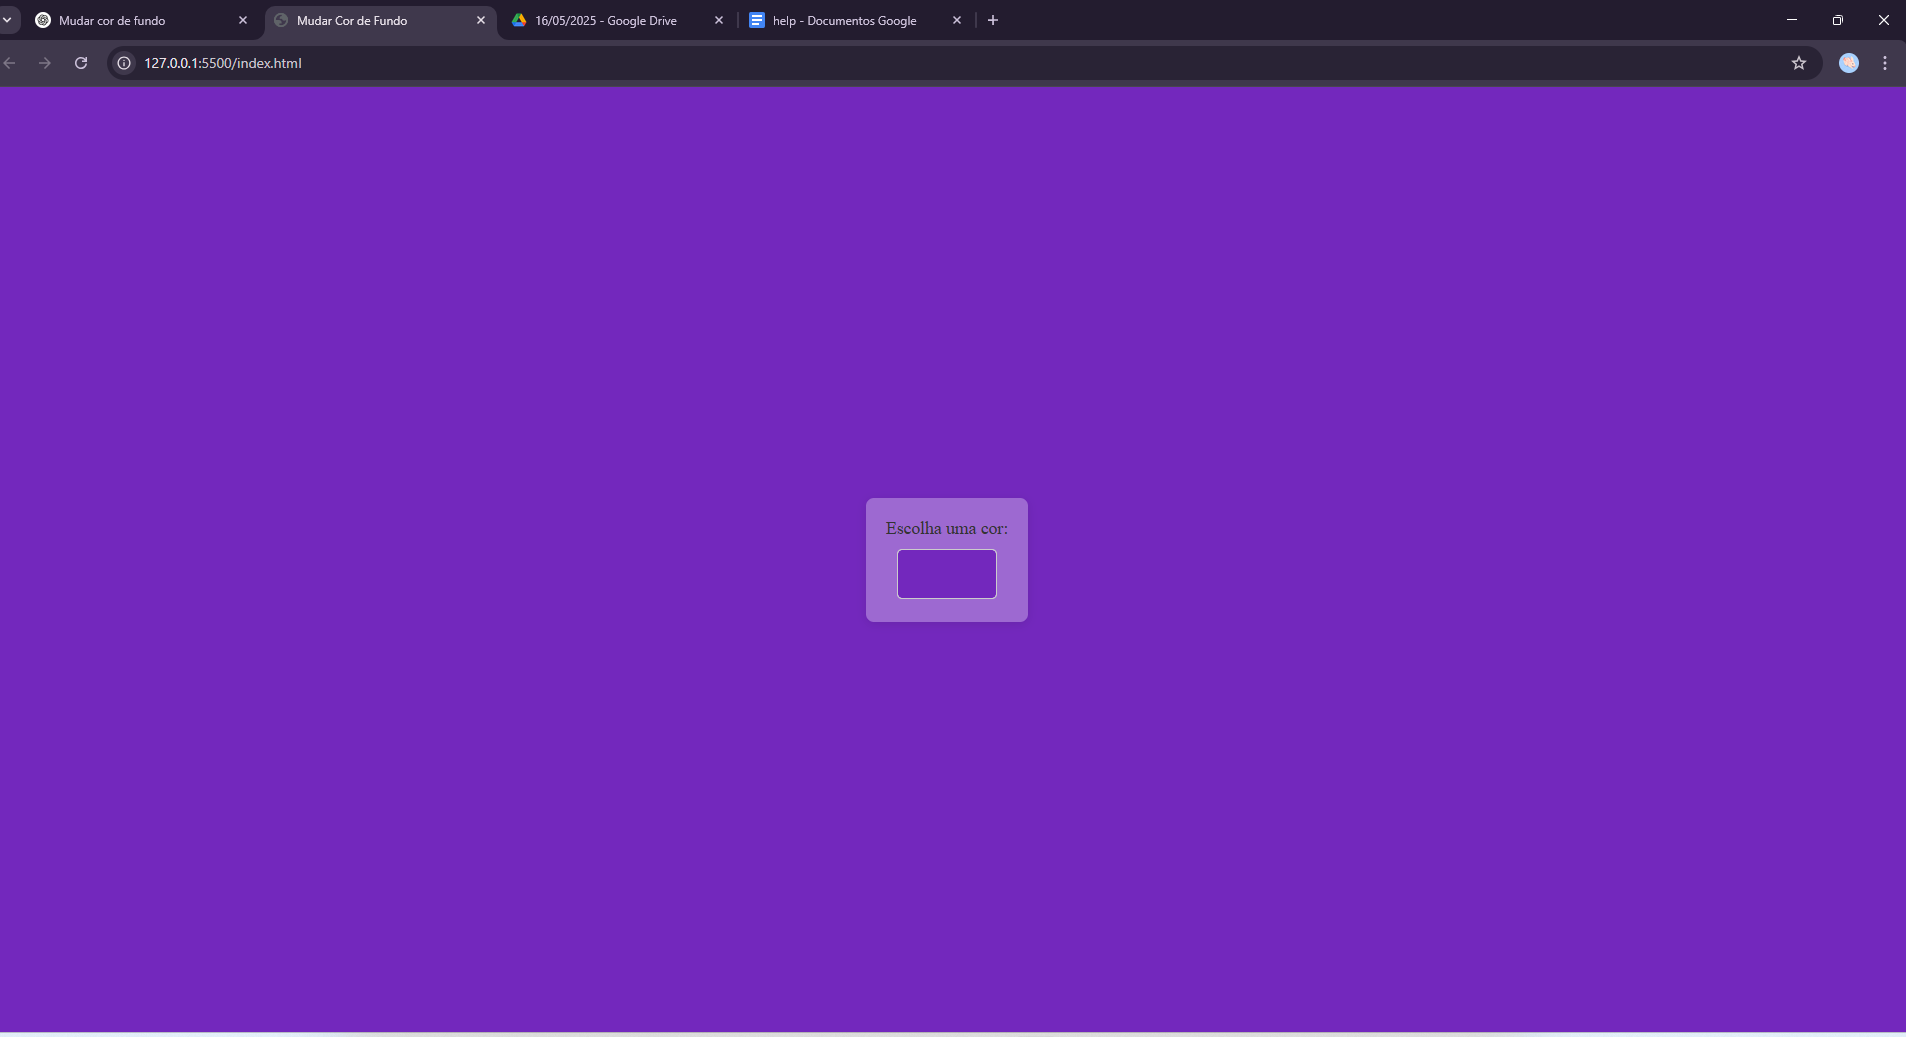 Mudar cor de fundo
Mudar Cor de Fundo
16/05/2025 - Google Drive
help - Documentos Google
127.0.0.1:5500/index.html
Escolha uma cor: